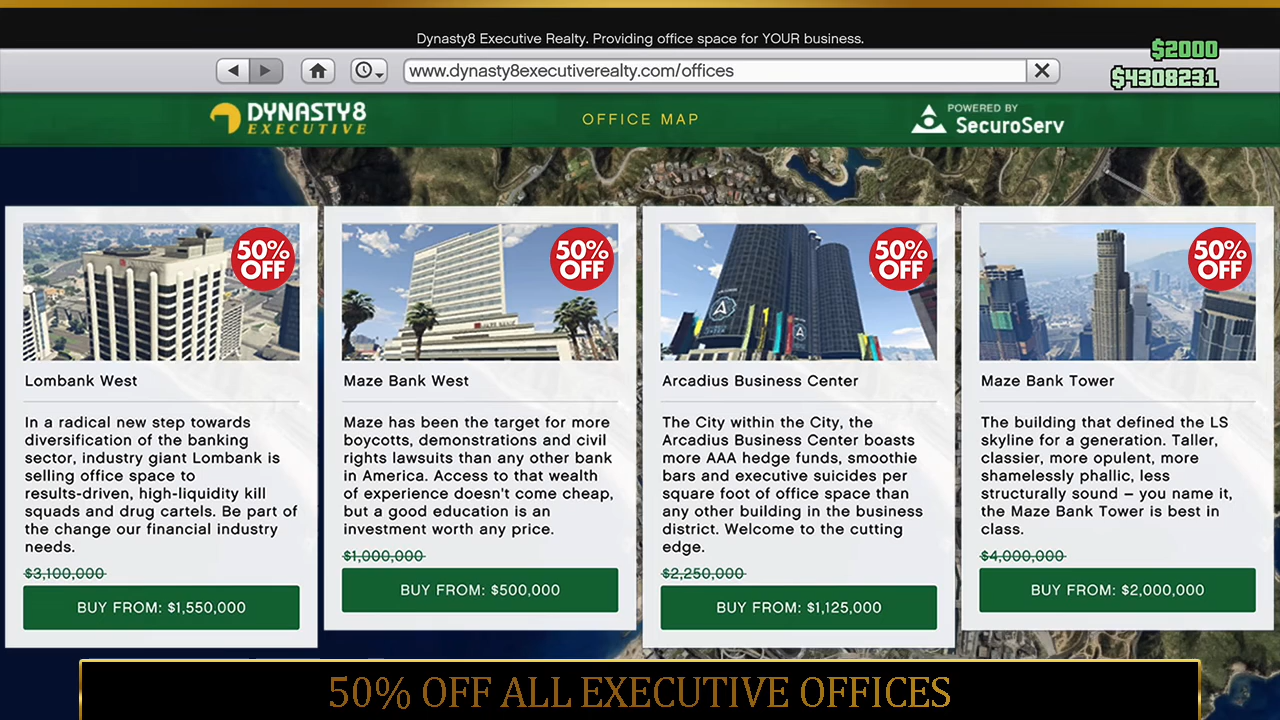 Dynasty8 Executive Realty. Providing office space for YOUR business.
$2000
www.dynasty8executiverealty.com/offices
$4308231
DYNASTY8
EXECUTIVE
OFFICE MAP
POWERED BY
SecuroServ
50%
OFF
Lombank West
In a radical new step towards
diversification of the banking
sector, industry giant Lombank is
selling office space to
results-driven, high-liquidity kill
squads and drug cartels. Be part of
the change our financial industry
needs.
$3,100,000
BUY FROM: $1,550,000
50%
OFF
Maze Bank West
Maze has been the target for more
boycotts, demonstrations and civil
rights lawsuits than any other bank
in America. Access to that wealth
of experience doesn't come cheap,
but a good education is an
investment worth any price.
$1,000,000
BUY FROM: $500,000
50%
OFF
Arcadius Business Center
The City within the City, the
Arcadius Business Center boasts
more AAA hedge funds, smoothie
bars and executive suicides per
square foot of office space than
any other building in the business
district. Welcome to the cutting
edge.
$2,250,000
BUY FROM: $1,125,000
50%
OFF
Maze Bank Tower
The building that defined the LS
skyline for a generation. Taller,
classier, more opulent, more
shamelessly phallic, less
structurally sound – you name it,
the Maze Bank Tower is best in
class.
$4,000,000
BUY FROM: $2,000,000
50% OFF ALL EXECUTIVE OFFICES